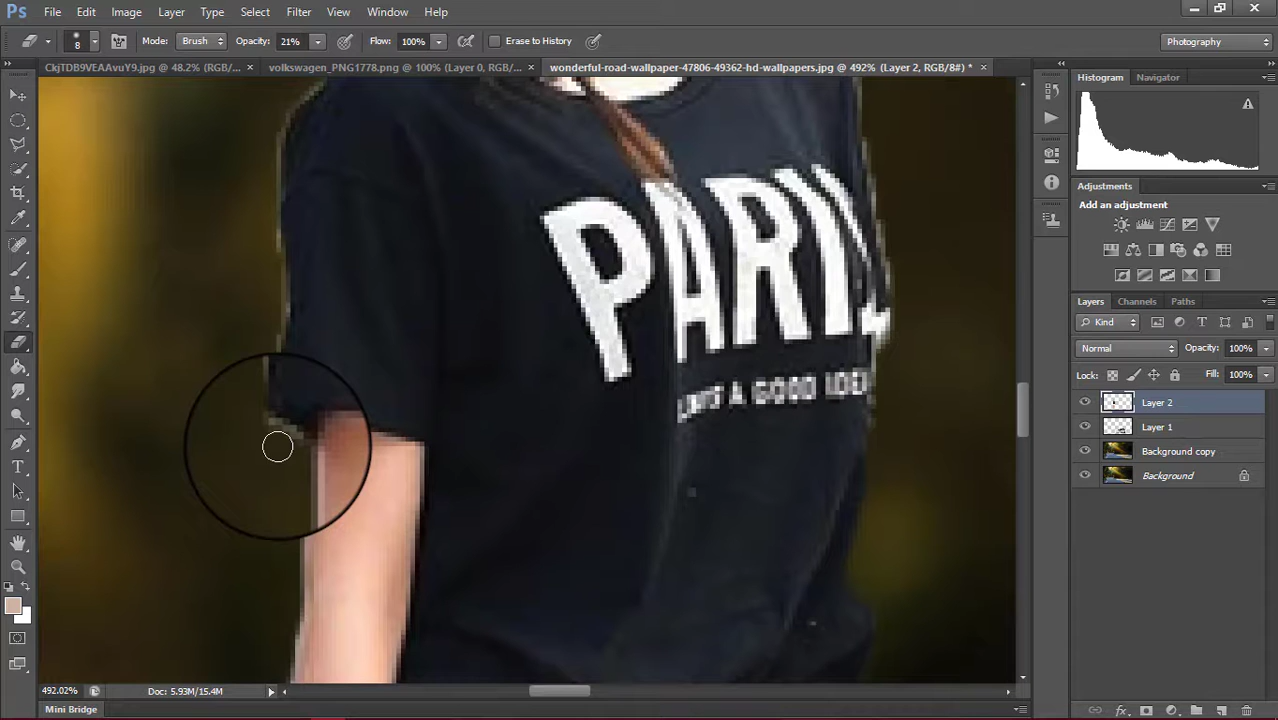 Ps File Edit Image Layer Type Select Filter 3D View Window Help
8 Mode: Brush Opacity: 21% Flow: 100% Erase to History Photography
CkjTDB9VEAAvuY9.jpg @ 48.2% (RGB/... × volkswagen_PNG1778.png @ 100% (Layer 0, RGB/... × wonderful-road-wallpaper-47806-49362-hd-wallpapers.jpg @ 492% (Layer 2, RGB/8#) * ×
Histogram Navigator
Adjustments
Add an adjustment
Layers Channels Paths
Kind
Normal Opacity: 100%
Lock: Fill: 100%
Layer 2
Layer 1
Background copy
Background
PARI
A GOOD IDE
492.02% Doc: 5.93M/15.4M
Mini Bridge